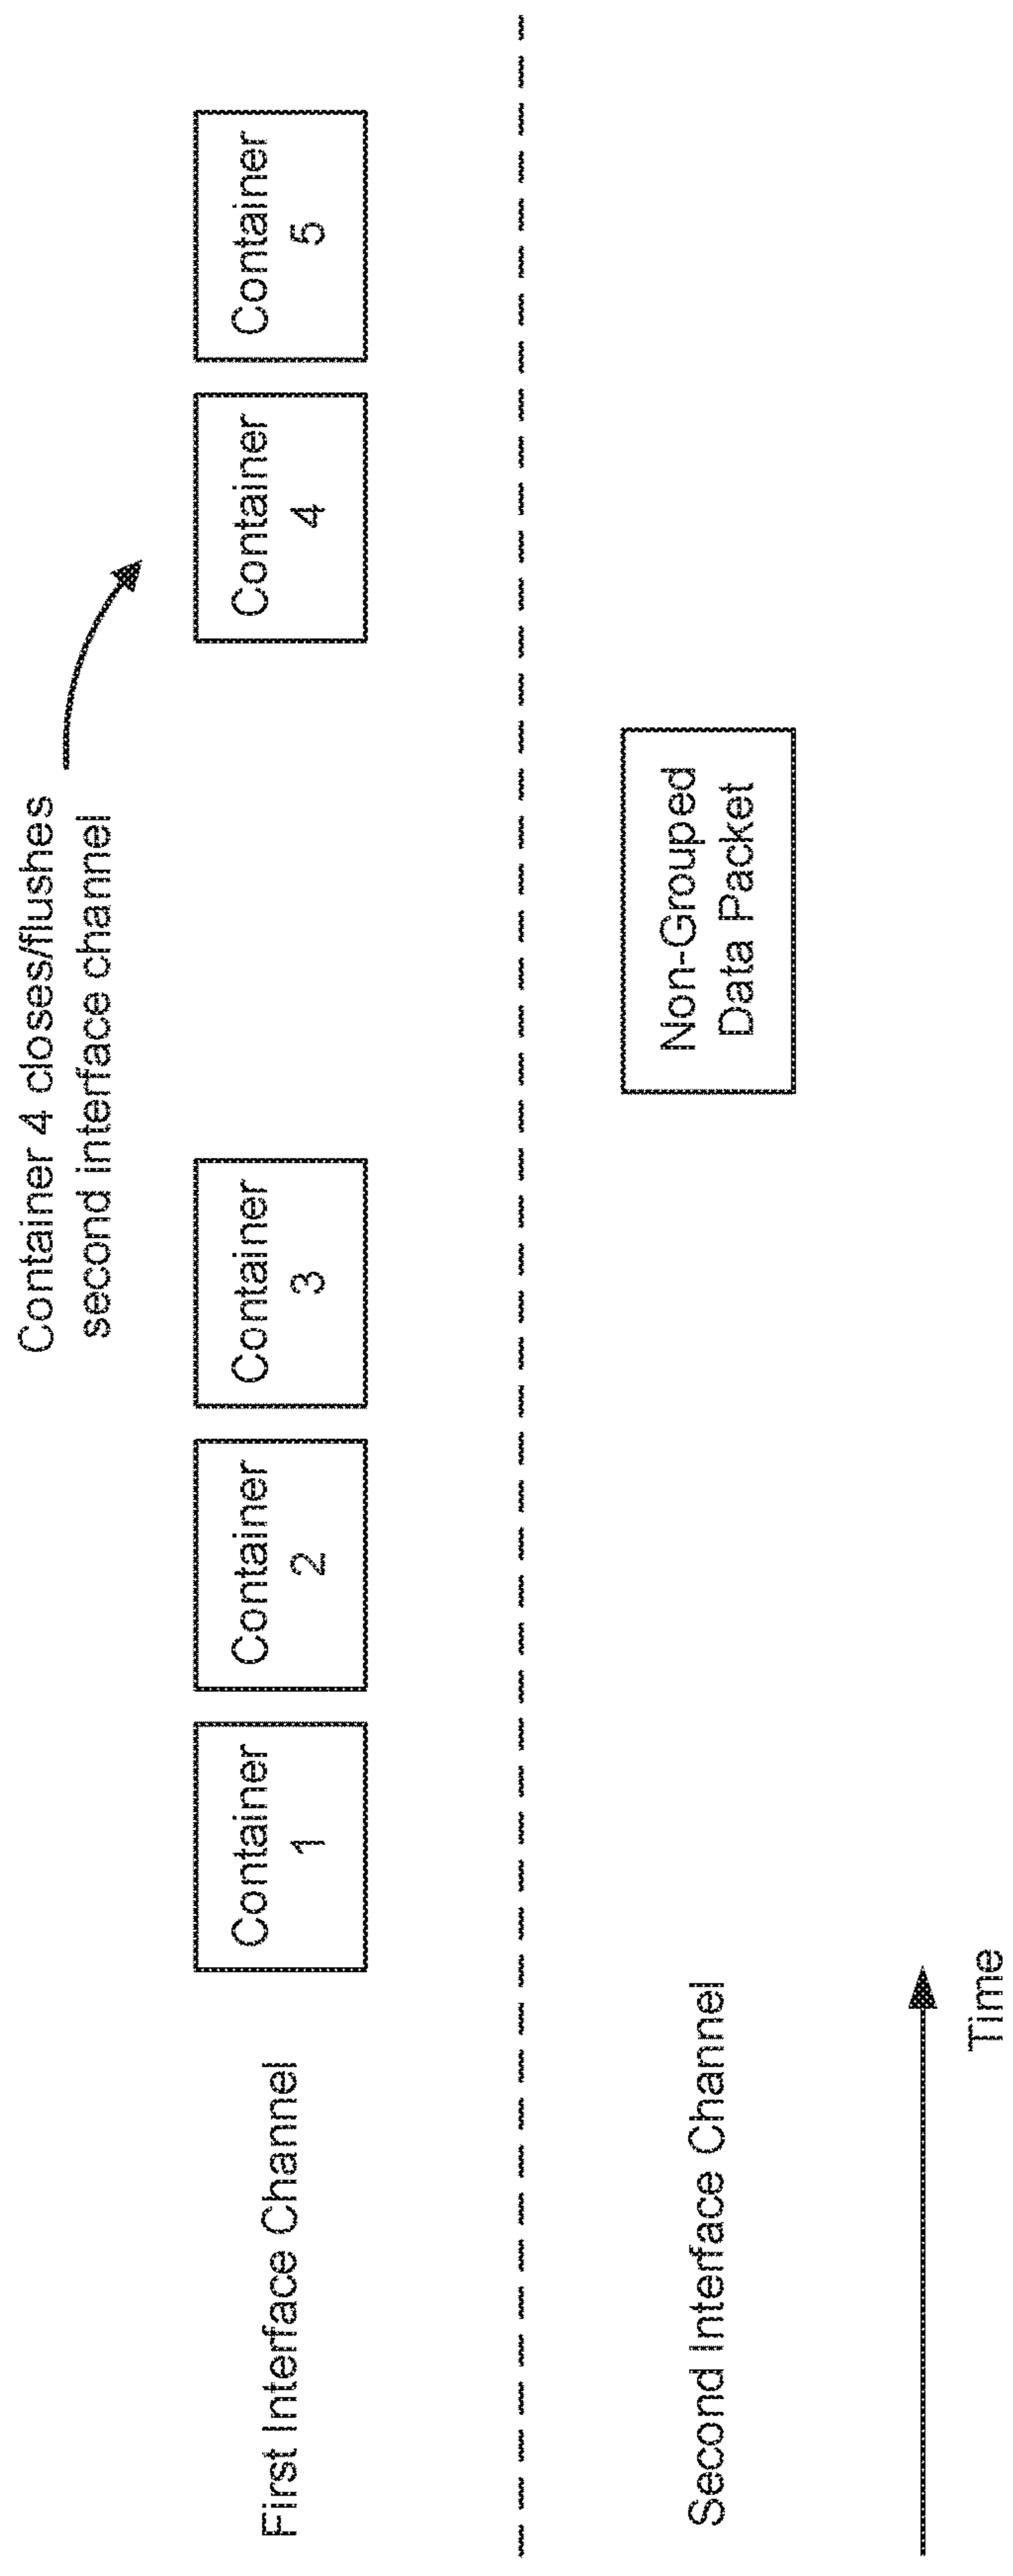 Container 4 closes/flushes
second interface channel
First Interface Channel
Container
1
Container
2
Container
3
Container
4
Container
5
Second Interface Channel
Non-Grouped
Data Packet
Time